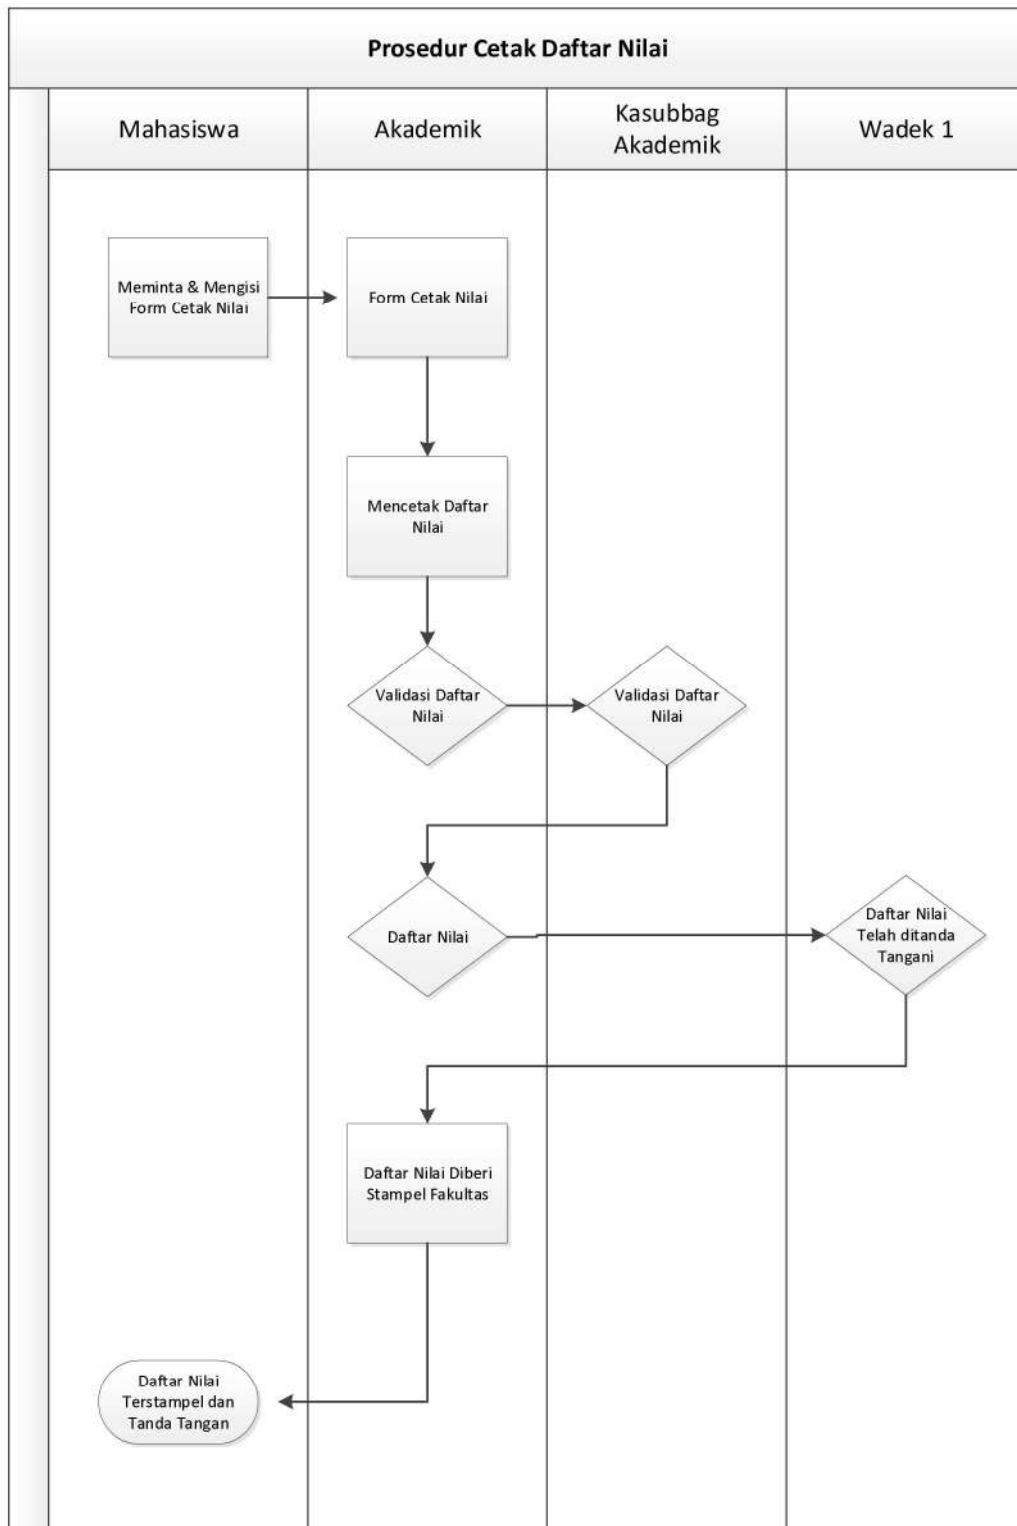 Prosedur Cetak Daftar Nilai
Mahasiswa
Akademik
Kasubbag
Akademik
Wadek 1
Meminta & Mengisi
Form Cetak Nilai
Form Cetak Nilai
Mencetak Daftar
Nilai
Validasi Daftar
Nilai
Validasi Daftar
Nilai
Daftar Nilai
Daftar Nilai
Telah ditanda
Tangani
Daftar Nilai Diberi
Stampel Fakultas
Daftar Nilai
Terstampel dan
Tanda Tangan